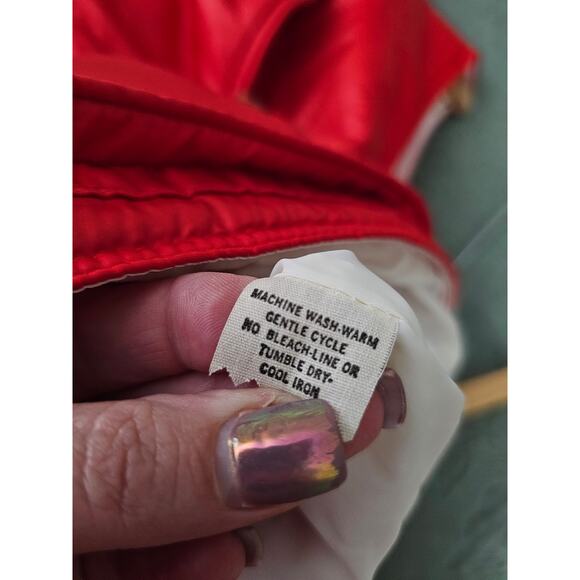 MACHINE WASH-WARM
GENTLE CYCLE
NO BLEACH-LINE OR
TUMBLE DRY-
COOL IRON